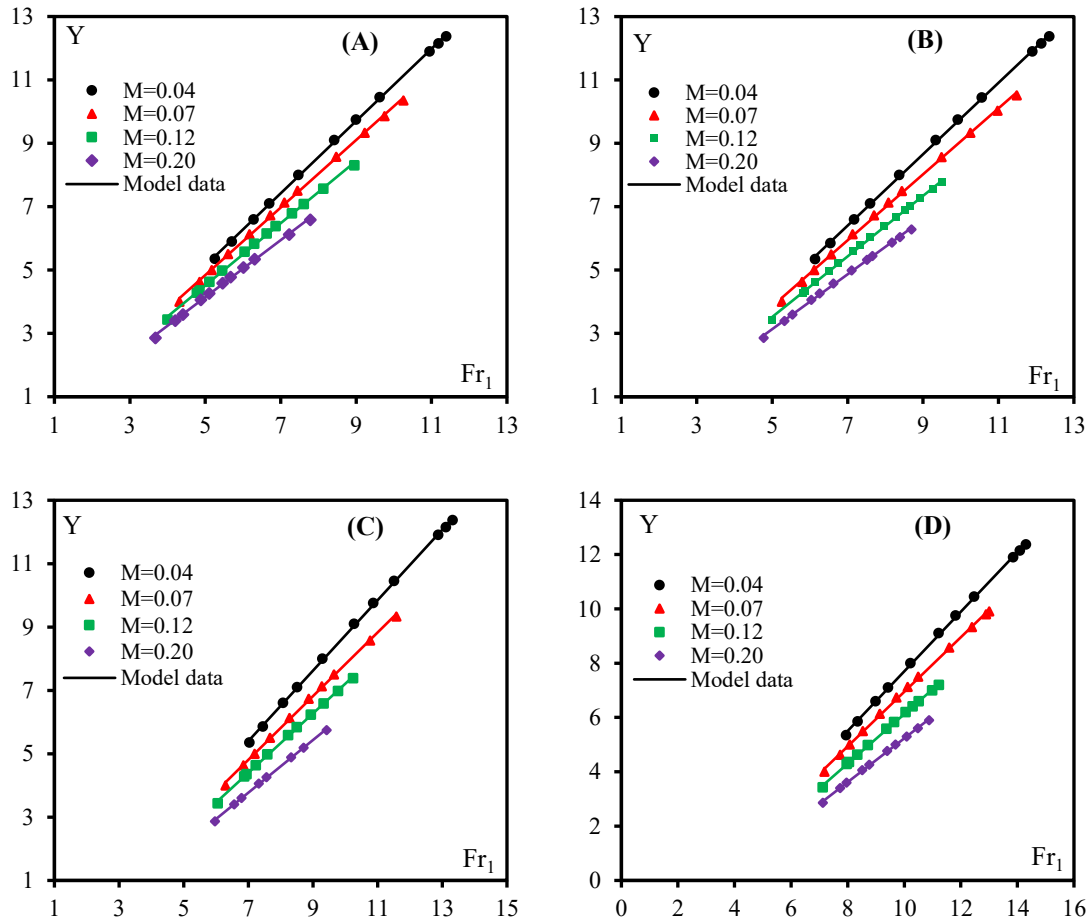 (A)
Y
13
11
9
7
5
3
1
M=0.04
M=0.07
M=0.12
M=0.20
Model data
Fr1
1 3 5 7 9 11 13
(B)
Y
13
11
9
7
5
3
1
M=0.04
M=0.07
M=0.12
M=0.20
Model data
Fr1
1 3 5 7 9 11 13
(C)
Y
13
11
9
7
5
3
1
M=0.04
M=0.07
M=0.12
M=0.20
Model data
Fr1
1 3 5 7 9 11 13 15
(D)
Y
14
12
10
8
6
4
2
0
M=0.04
M=0.07
M=0.12
M=0.20
Model data
Fr1
0 2 4 6 8 10 12 14 16